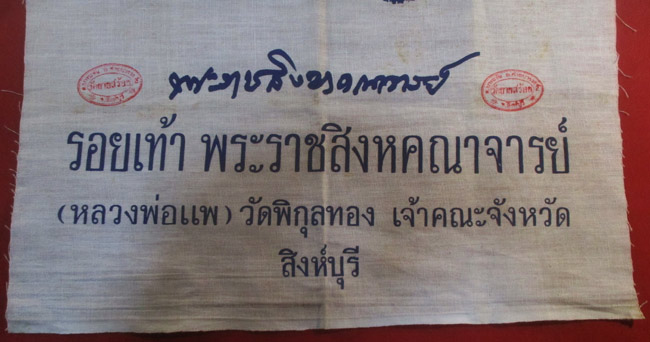 พระราชสิงหคณาจารย์
รอยเท้า พระราชสิงหคณาจารย์
(หลวงพ่อแพ) วัดพิกุลทอง เจ้าคณะจังหวัด
สิงห์บุรี